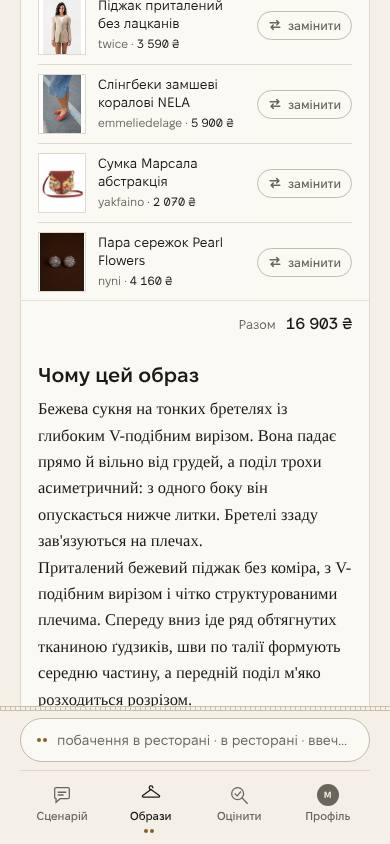 Піджак приталений
без лацканів
twice · 3 590 ₴
замінити
Слінгбеки замшеві
коралові NELA
emmeliedelage · 5 900 ₴
замінити
Сумка Марсала
абстракція
yakfaino · 2 070 ₴
замінити
Пара сережок Pearl
Flowers
nyni · 4 160 ₴
замінити
Разом 16 903 ₴
Чому цей образ
Бежева сукня на тонких бретелях із
глибоким V-подібним вирізом. Вона падає
прямо й вільно від грудей, а поділ трохи
асиметричний: з одного боку він
опускається нижче литки. Бретелі ззаду
зав'язуються на плечах.
Приталений бежевий піджак без коміра, з V-
подібним вирізом і чітко структурованими
плечима. Спереду вниз іде ряд обтягнутих
тканиною ґудзиків, шви по талії формують
середню частину, а передній поділ м'яко
розходиться розрізом.
побачення в ресторані · в ресторані · ввеч...
Сценарій
Образи
Оцінити
М
Профіль